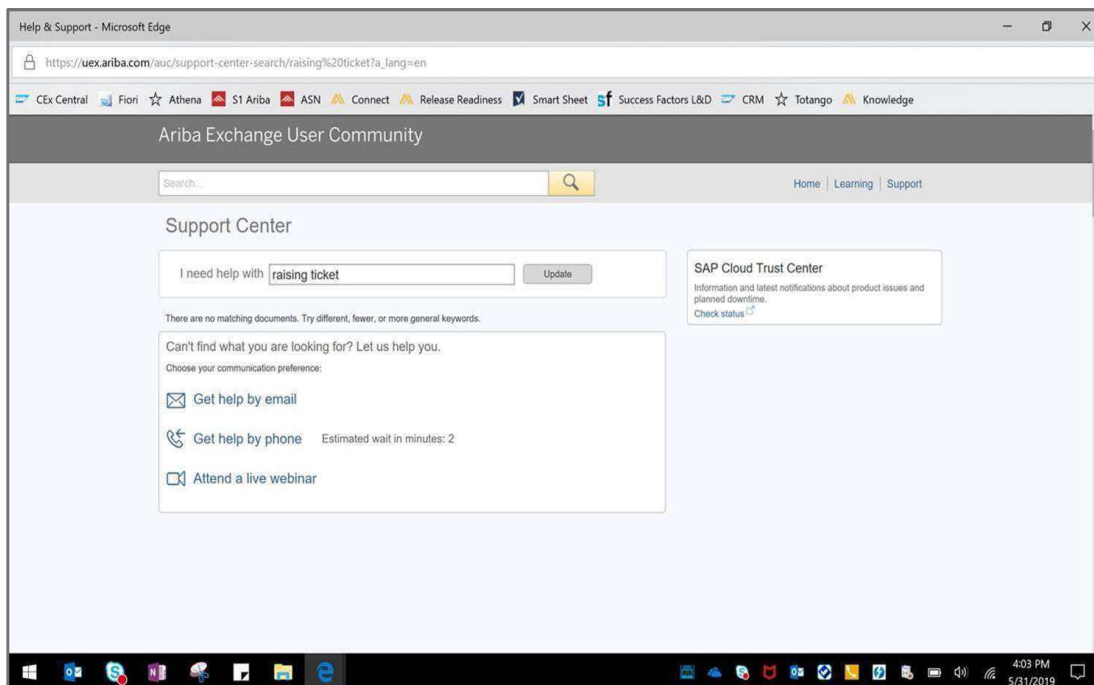 Help & Support - Microsoft Edge
https://uex.ariba.com/auc/support-center-search/raising%20ticket?a_lang=en
CEx Central Fiori Athena S1 Ariba ASN Connect Release Readiness Smart Sheet Success Factors L&D CRM Totango Knowledge
Ariba Exchange User Community
Search...
Home | Learning | Support
Support Center
I need help with raising ticket Update
There are no matching documents. Try different, fewer, or more general keywords.
Can't find what you are looking for? Let us help you.
Choose your communication preference:
Get help by email
Get help by phone Estimated wait in minutes: 2
Attend a live webinar
SAP Cloud Trust Center
Information and latest notifications about product issues and
planned downtime.
Check status
4:03 PM
5/31/2019